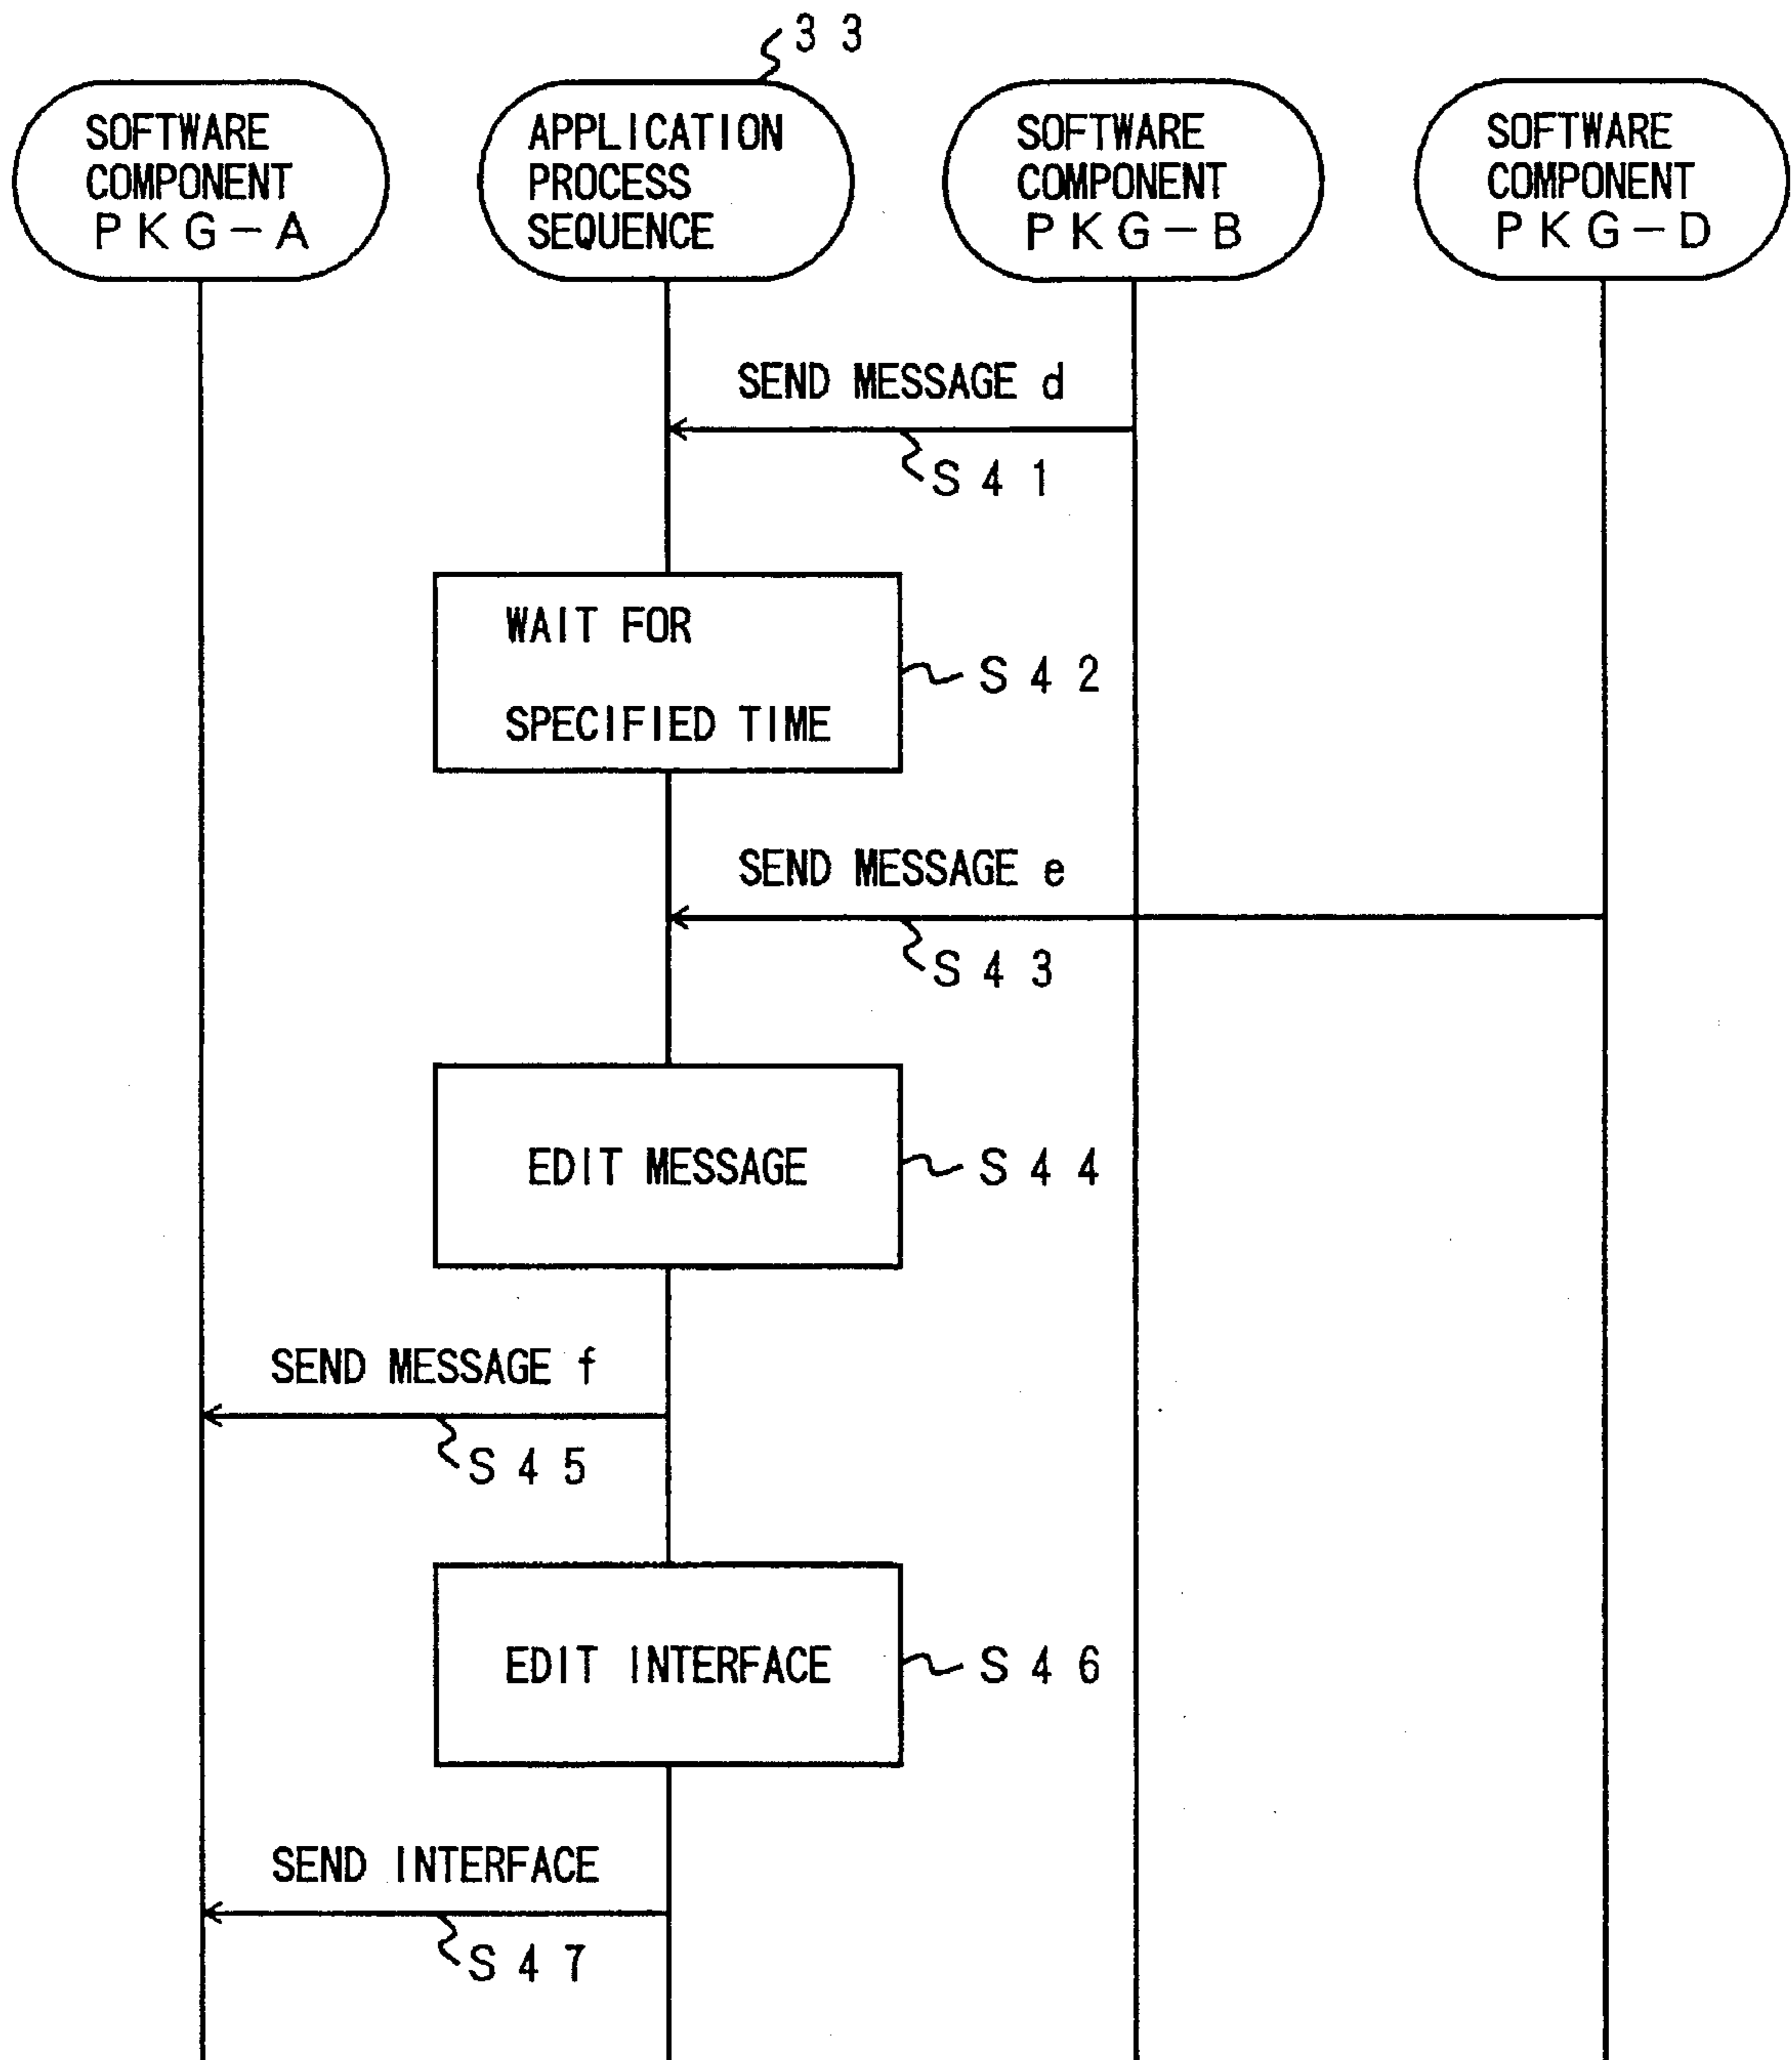 33
SOFTWARE
COMPONENT
PKG-A
APPLICATION
PROCESS
SEQUENCE
SOFTWARE
COMPONENT
PKG-B
SOFTWARE
COMPONENT
PKG-D
SEND MESSAGE d
S41
WAIT FOR
SPECIFIED TIME
S42
SEND MESSAGE e
S43
EDIT MESSAGE
S44
SEND MESSAGE f
S45
EDIT INTERFACE
S46
SEND INTERFACE
S47